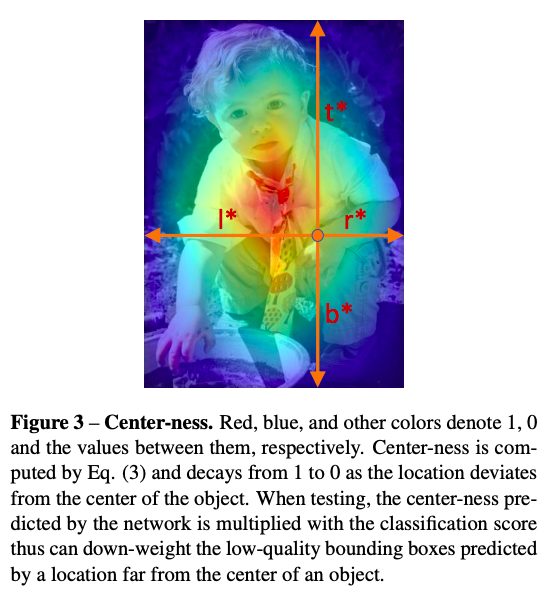 t*
l*
r*
b*
Figure 3 – Center-ness. Red, blue, and other colors denote 1, 0
and the values between them, respectively. Center-ness is com-
puted by Eq. (3) and decays from 1 to 0 as the location deviates
from the center of the object. When testing, the center-ness pre-
dicted by the network is multiplied with the classification score
thus can down-weight the low-quality bounding boxes predicted
by a location far from the center of an object.